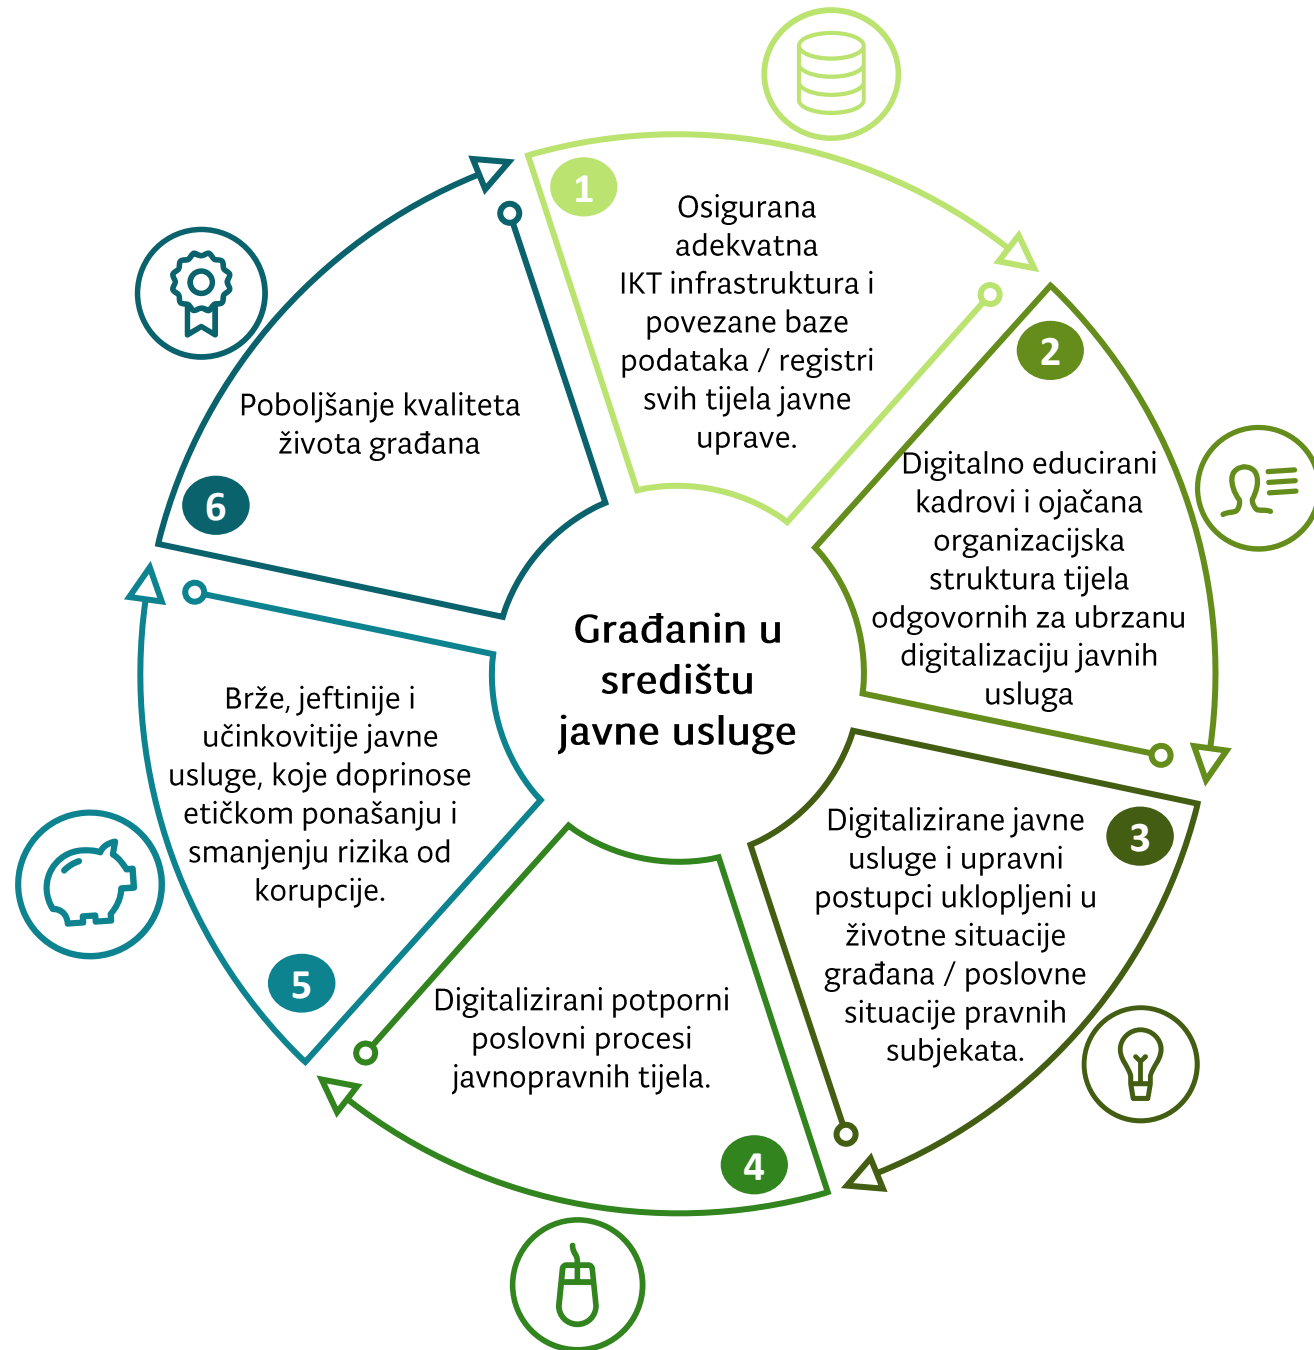 1
Osigurana
adekvatna
IKT infrastruktura i
povezane baze
podataka / registri
svih tijela javne
uprave.
2
Digitalno educirani
kadrovi i ojačana
organizacijska
struktura tijela
odgovornih za ubrzanu
digitalizaciju javnih
usluga
3
Digitalizirane javne
usluge i upravni
postupci uklopljeni u
životne situacije
građana / poslovne
situacije pravnih
subjekata.
4
Digitalizirani potporni
poslovni procesi
javnopravnih tijela.
5
Brže, jeftinije i
učinkovitije javne
usluge, koje doprinose
etičkom ponašanju i
smanjenju rizika od
korupcije.
6
Poboljšanje kvaliteta
života građana
Građanin u
središtu
javne usluge